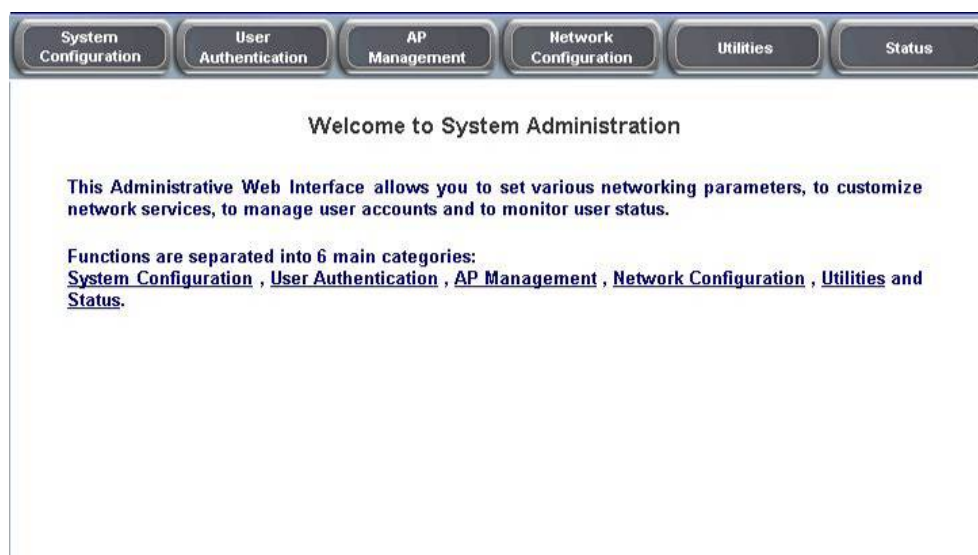 System
Configuration
User
Authentication
AP
Management
Network
Configuration
Utilities
Status
Welcome to System Administration
This Administrative Web Interface allows you to set various networking parameters, to customize
network services, to manage user accounts and to monitor user status.
Functions are separated into 6 main categories:
System Configuration , User Authentication , AP Management , Network Configuration , Utilities and
Status.